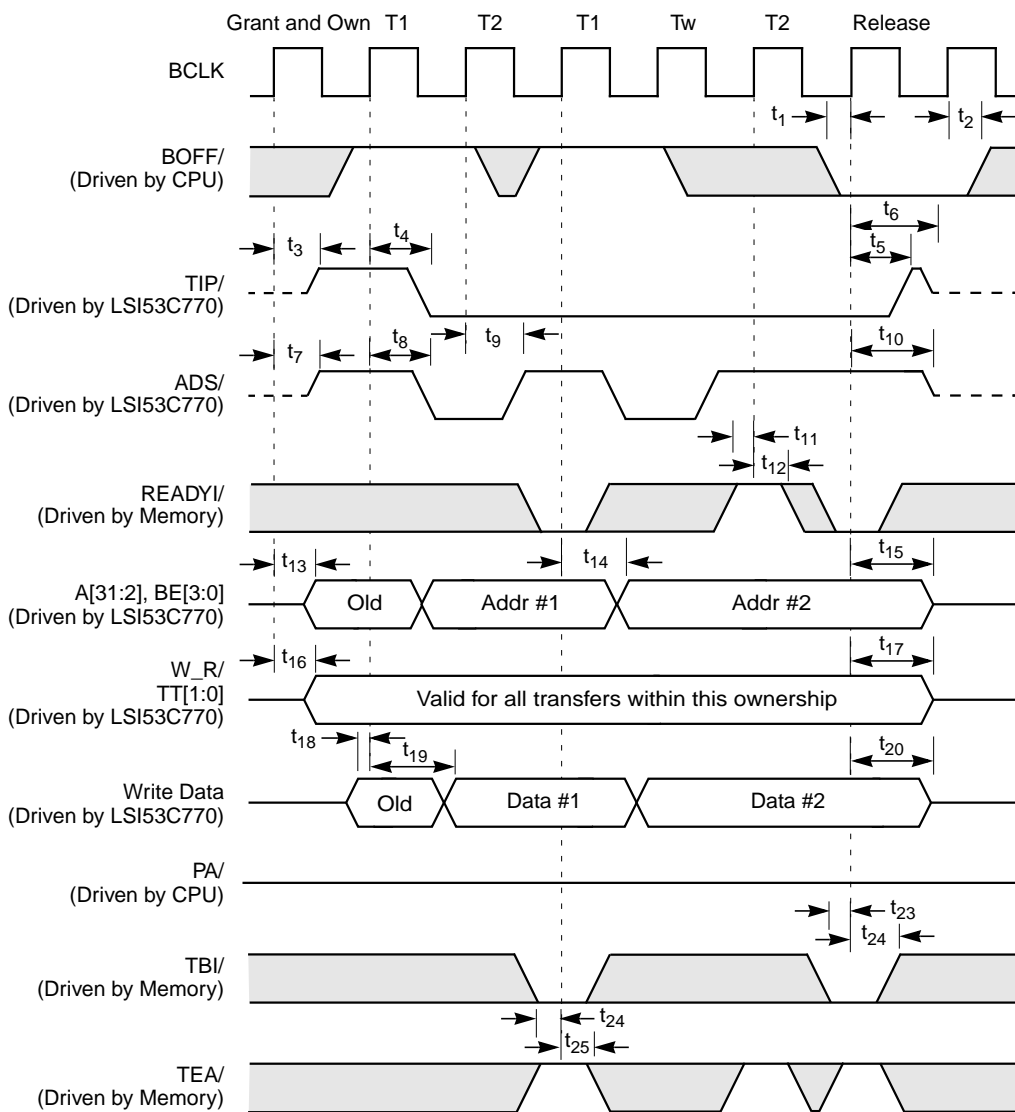 Grant and Own T1 T2 T1 Tw T2 Release
BCLK
t1 t2
BOFF/
(Driven by CPU)
t6
t3 t4 t5
TIP/
(Driven by LSI53C770)
t7 t8 t9 t10
ADS/
(Driven by LSI53C770)
t11
t12
READYI/
(Driven by Memory)
t13 t14 t15
A[31:2], BE[3:0]
(Driven by LSI53C770)
Old Addr #1 Addr #2
t16 t17
W_R/
TT[1:0]
(Driven by LSI53C770)
Valid for all transfers within this ownership
t18 t19 t20
Write Data
(Driven by LSI53C770)
Old Data #1 Data #2
PA/
(Driven by CPU)
t23
t24
TBI/
(Driven by Memory)
t24
t25
TEA/
(Driven by Memory)